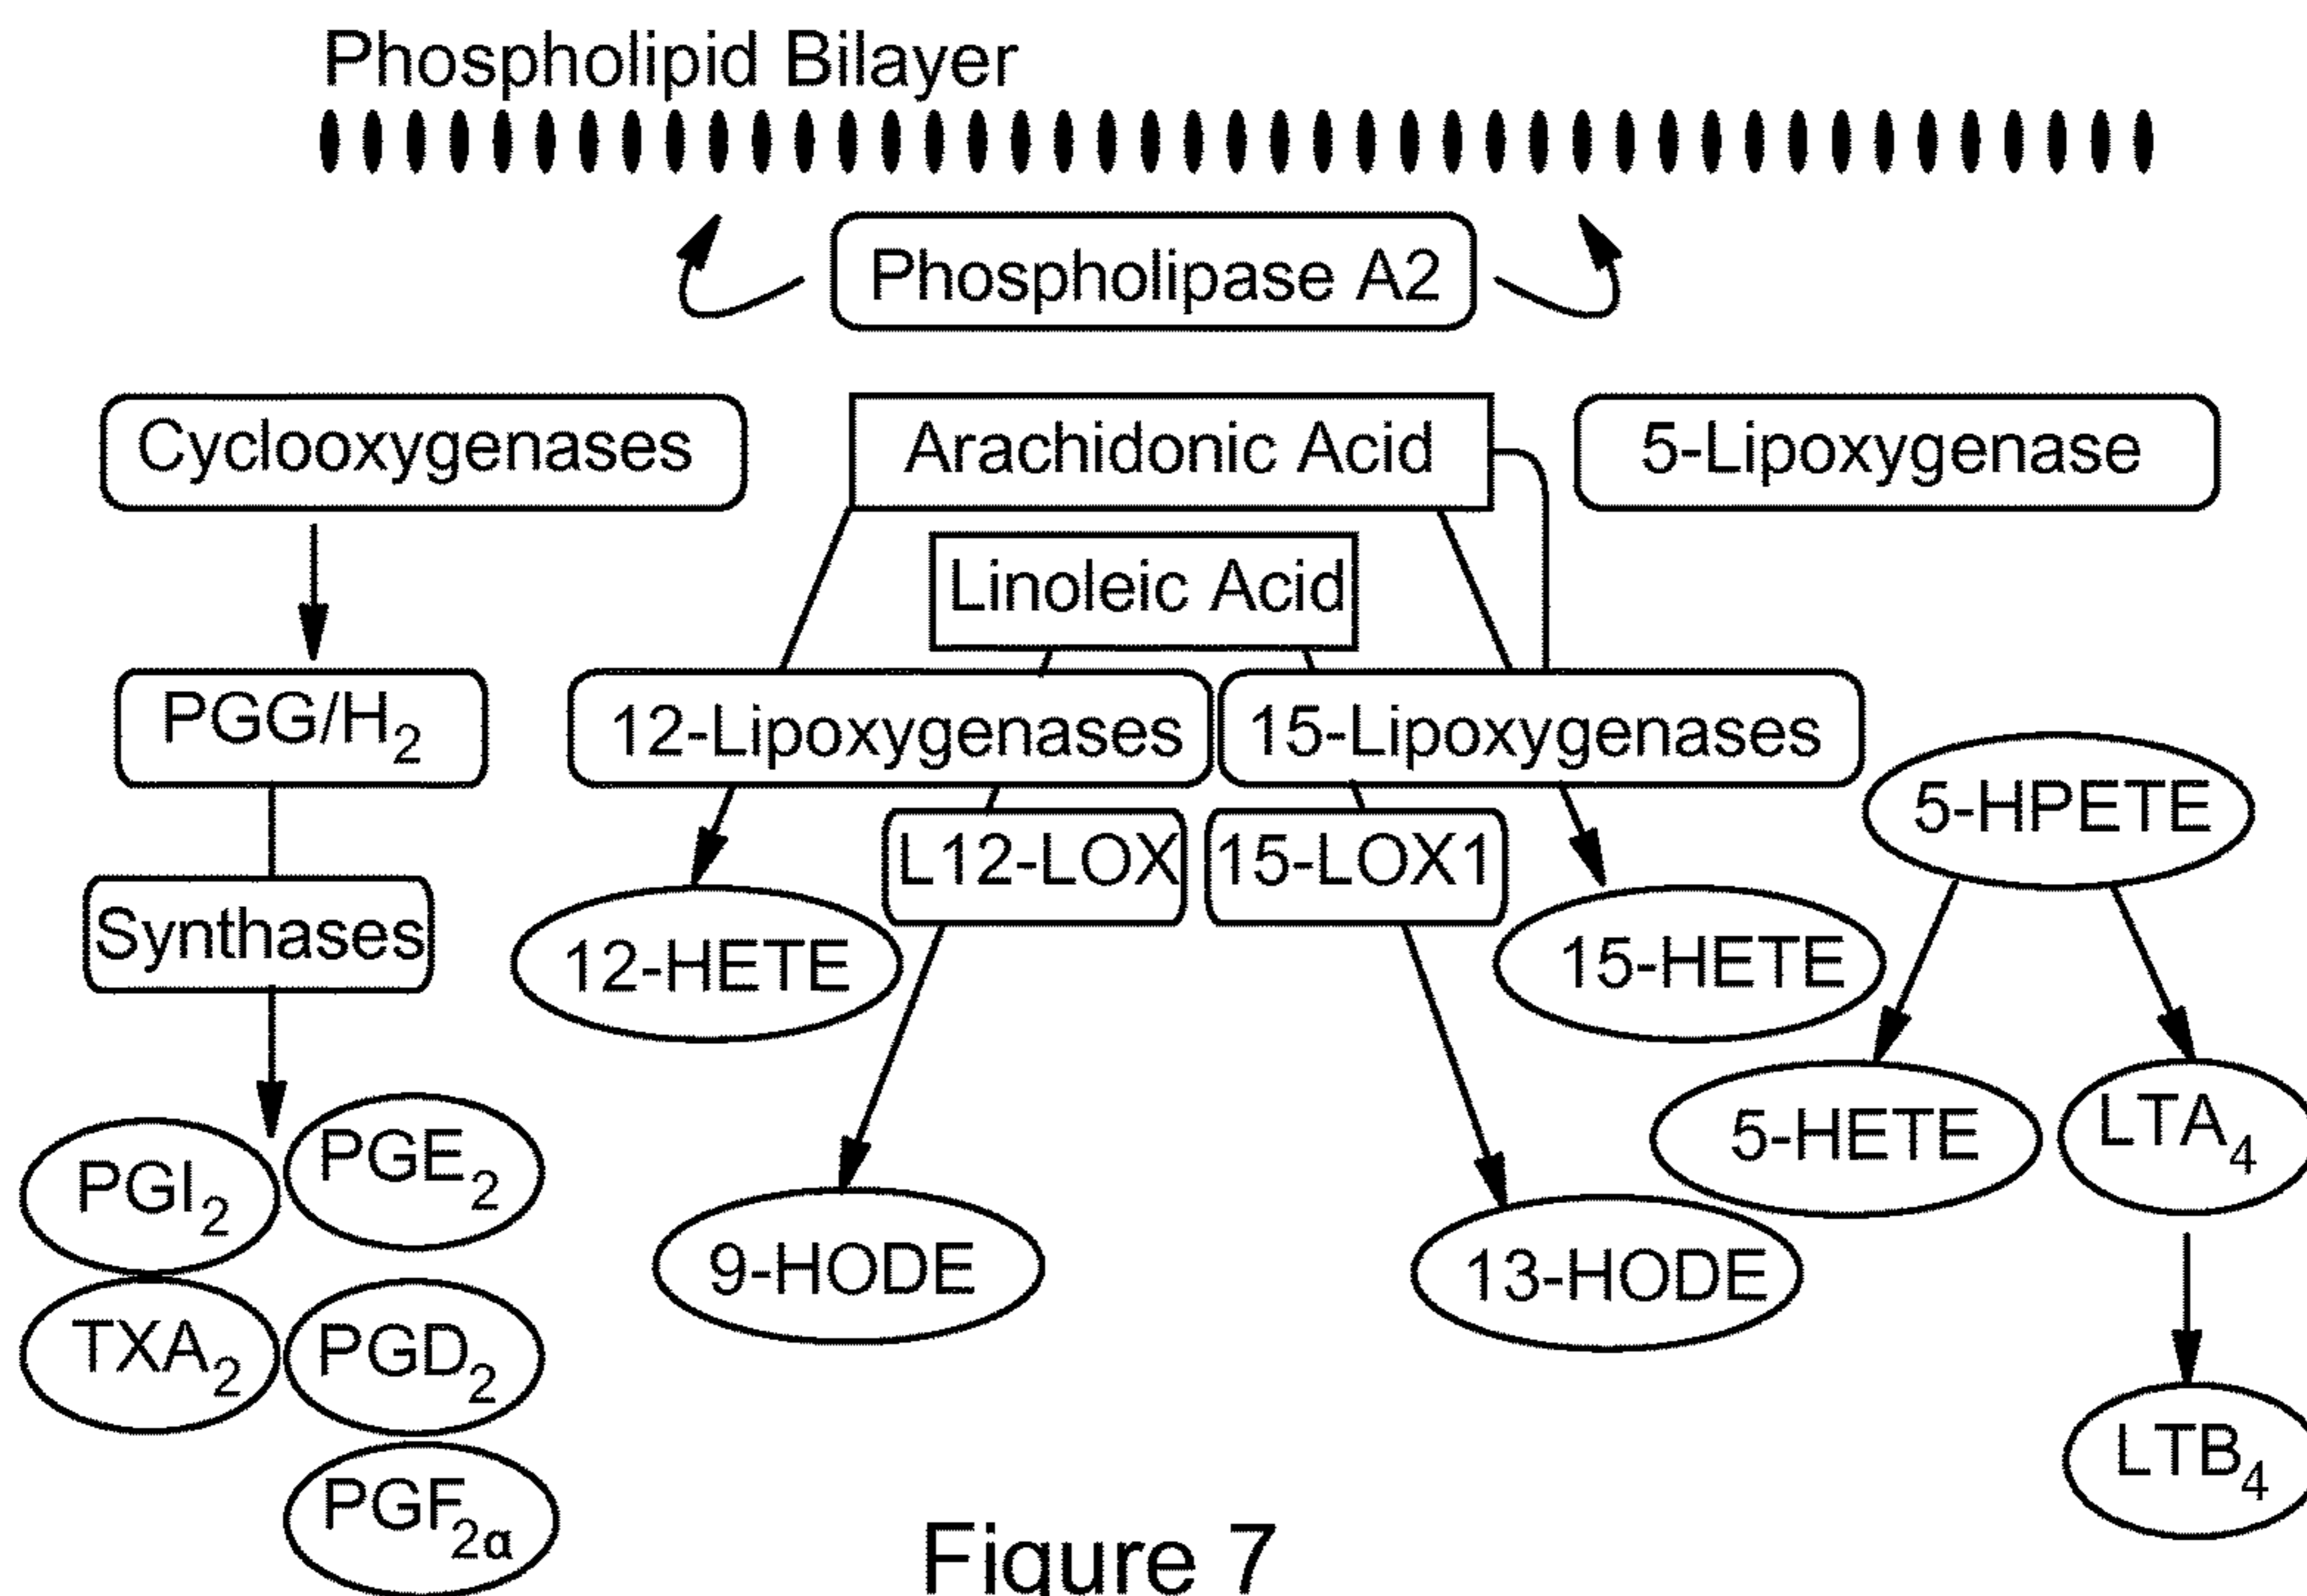 Phospholipid Bilayer
Phospholipase A2
Cyclooxygenases
Arachidonic Acid
5-Lipoxygenase
Linoleic Acid
PGG/H2
12-Lipoxygenases
15-Lipoxygenases
5-HPETE
L12-LOX
15-LOX1
Synthases
12-HETE
15-HETE
PGI2
PGE2
5-HETE
LTA4
9-HODE
13-HODE
TXA2
PGD2
LTB4
PGF2α
Figure 7